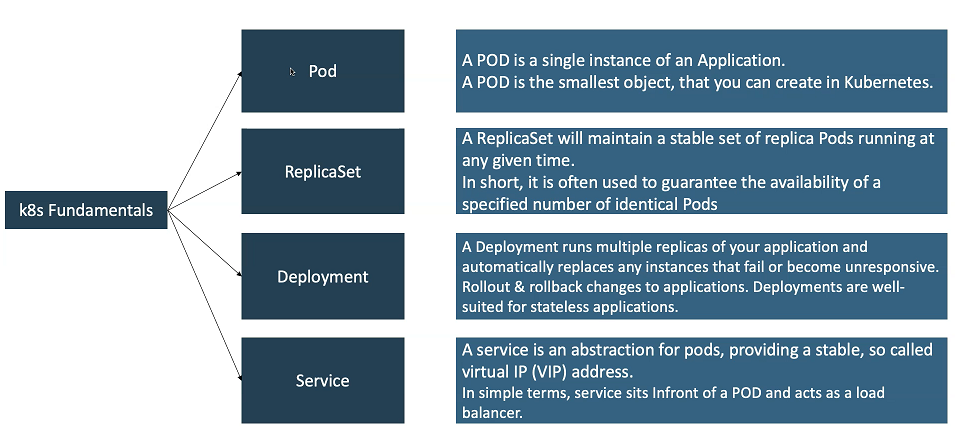 Pod
A POD is a single instance of an Application.
A POD is the smallest object, that you can create in Kubernetes.
ReplicaSet
A ReplicaSet will maintain a stable set of replica Pods running at
any given time.
In short, it is often used to guarantee the availability of a
specified number of identical Pods
k8s Fundamentals
Deployment
A Deployment runs multiple replicas of your application and
automatically replaces any instances that fail or become unresponsive.
Rollout & rollback changes to applications. Deployments are well-
suited for stateless applications.
Service
A service is an abstraction for pods, providing a stable, so called
virtual IP (VIP) address.
In simple terms, service sits Infront of a POD and acts as a load
balancer.